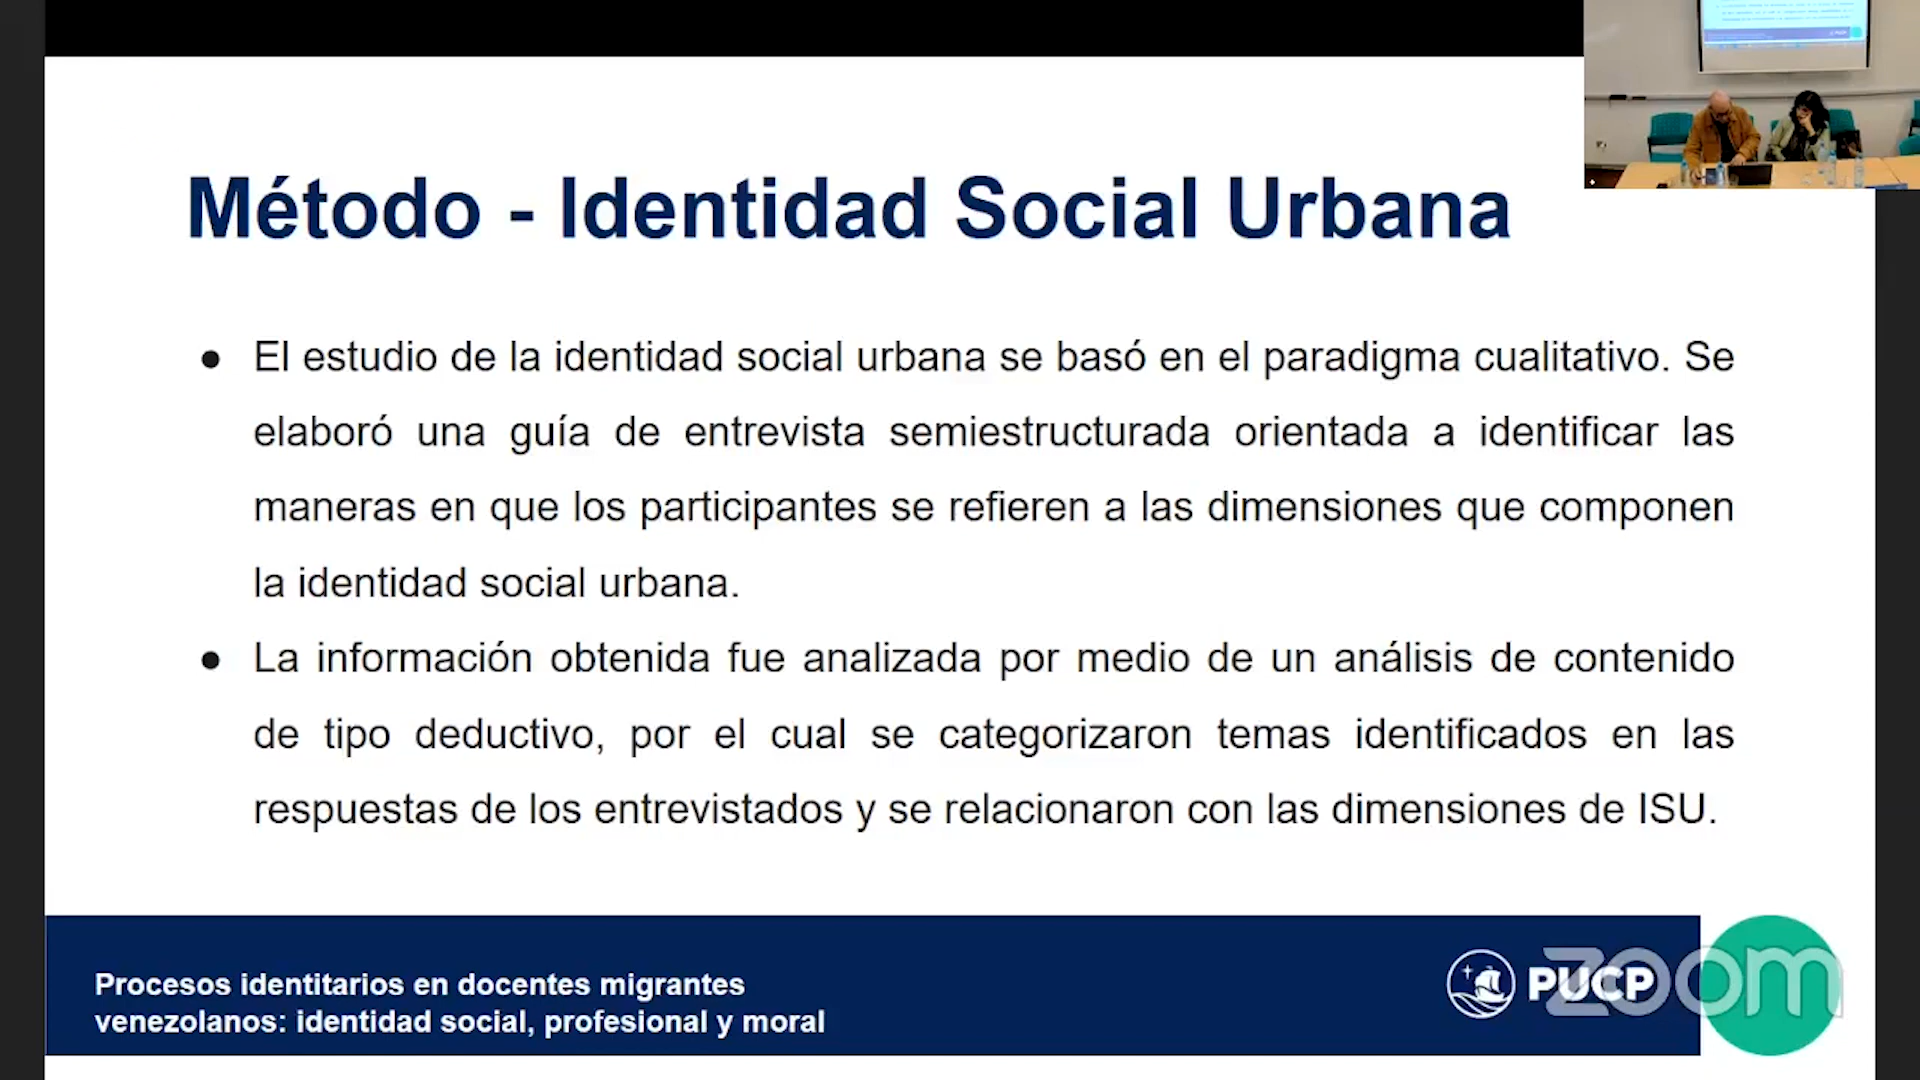 Método - Identidad Social Urbana
● El estudio de la identidad social urbana se basó en el paradigma cualitativo. Se
elaboró una guía de entrevista semiestructurada orientada a identificar las
maneras en que los participantes se refieren a las dimensiones que componen
la identidad social urbana.
● La información obtenida fue analizada por medio de un análisis de contenido
de tipo deductivo, por el cual se categorizaron temas identificados en las
respuestas de los entrevistados y se relacionaron con las dimensiones de ISU.
Procesos identitarios en docentes migrantes
venezolanos: identidad social, profesional y moral
PUCP
zoom